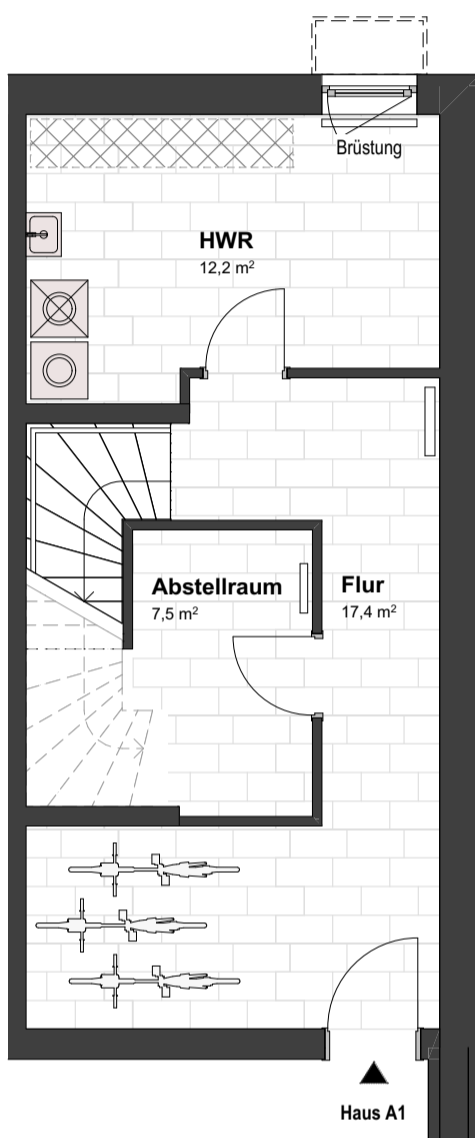 Brüstung
HWR
12,2 m²
Abstellraum
7,5 m²
Flur
17,4 m²
Haus A1